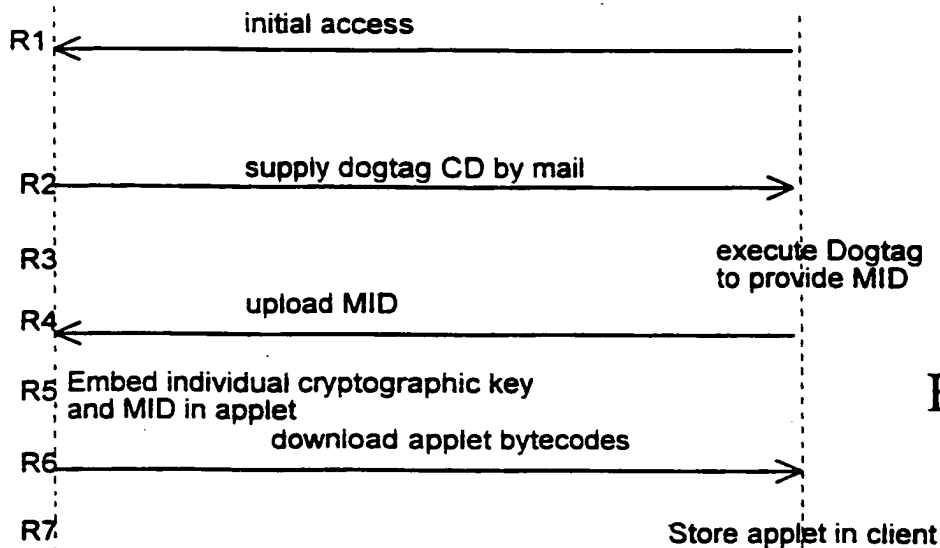 initial access
R1
supply dogtag CD by mail
R2
R3
execute Dogtag
to provide MID
upload MID
R4
R5 Embed individual cryptographic key
and MID in applet
download applet bytecodes
R6
R7
Store applet in client